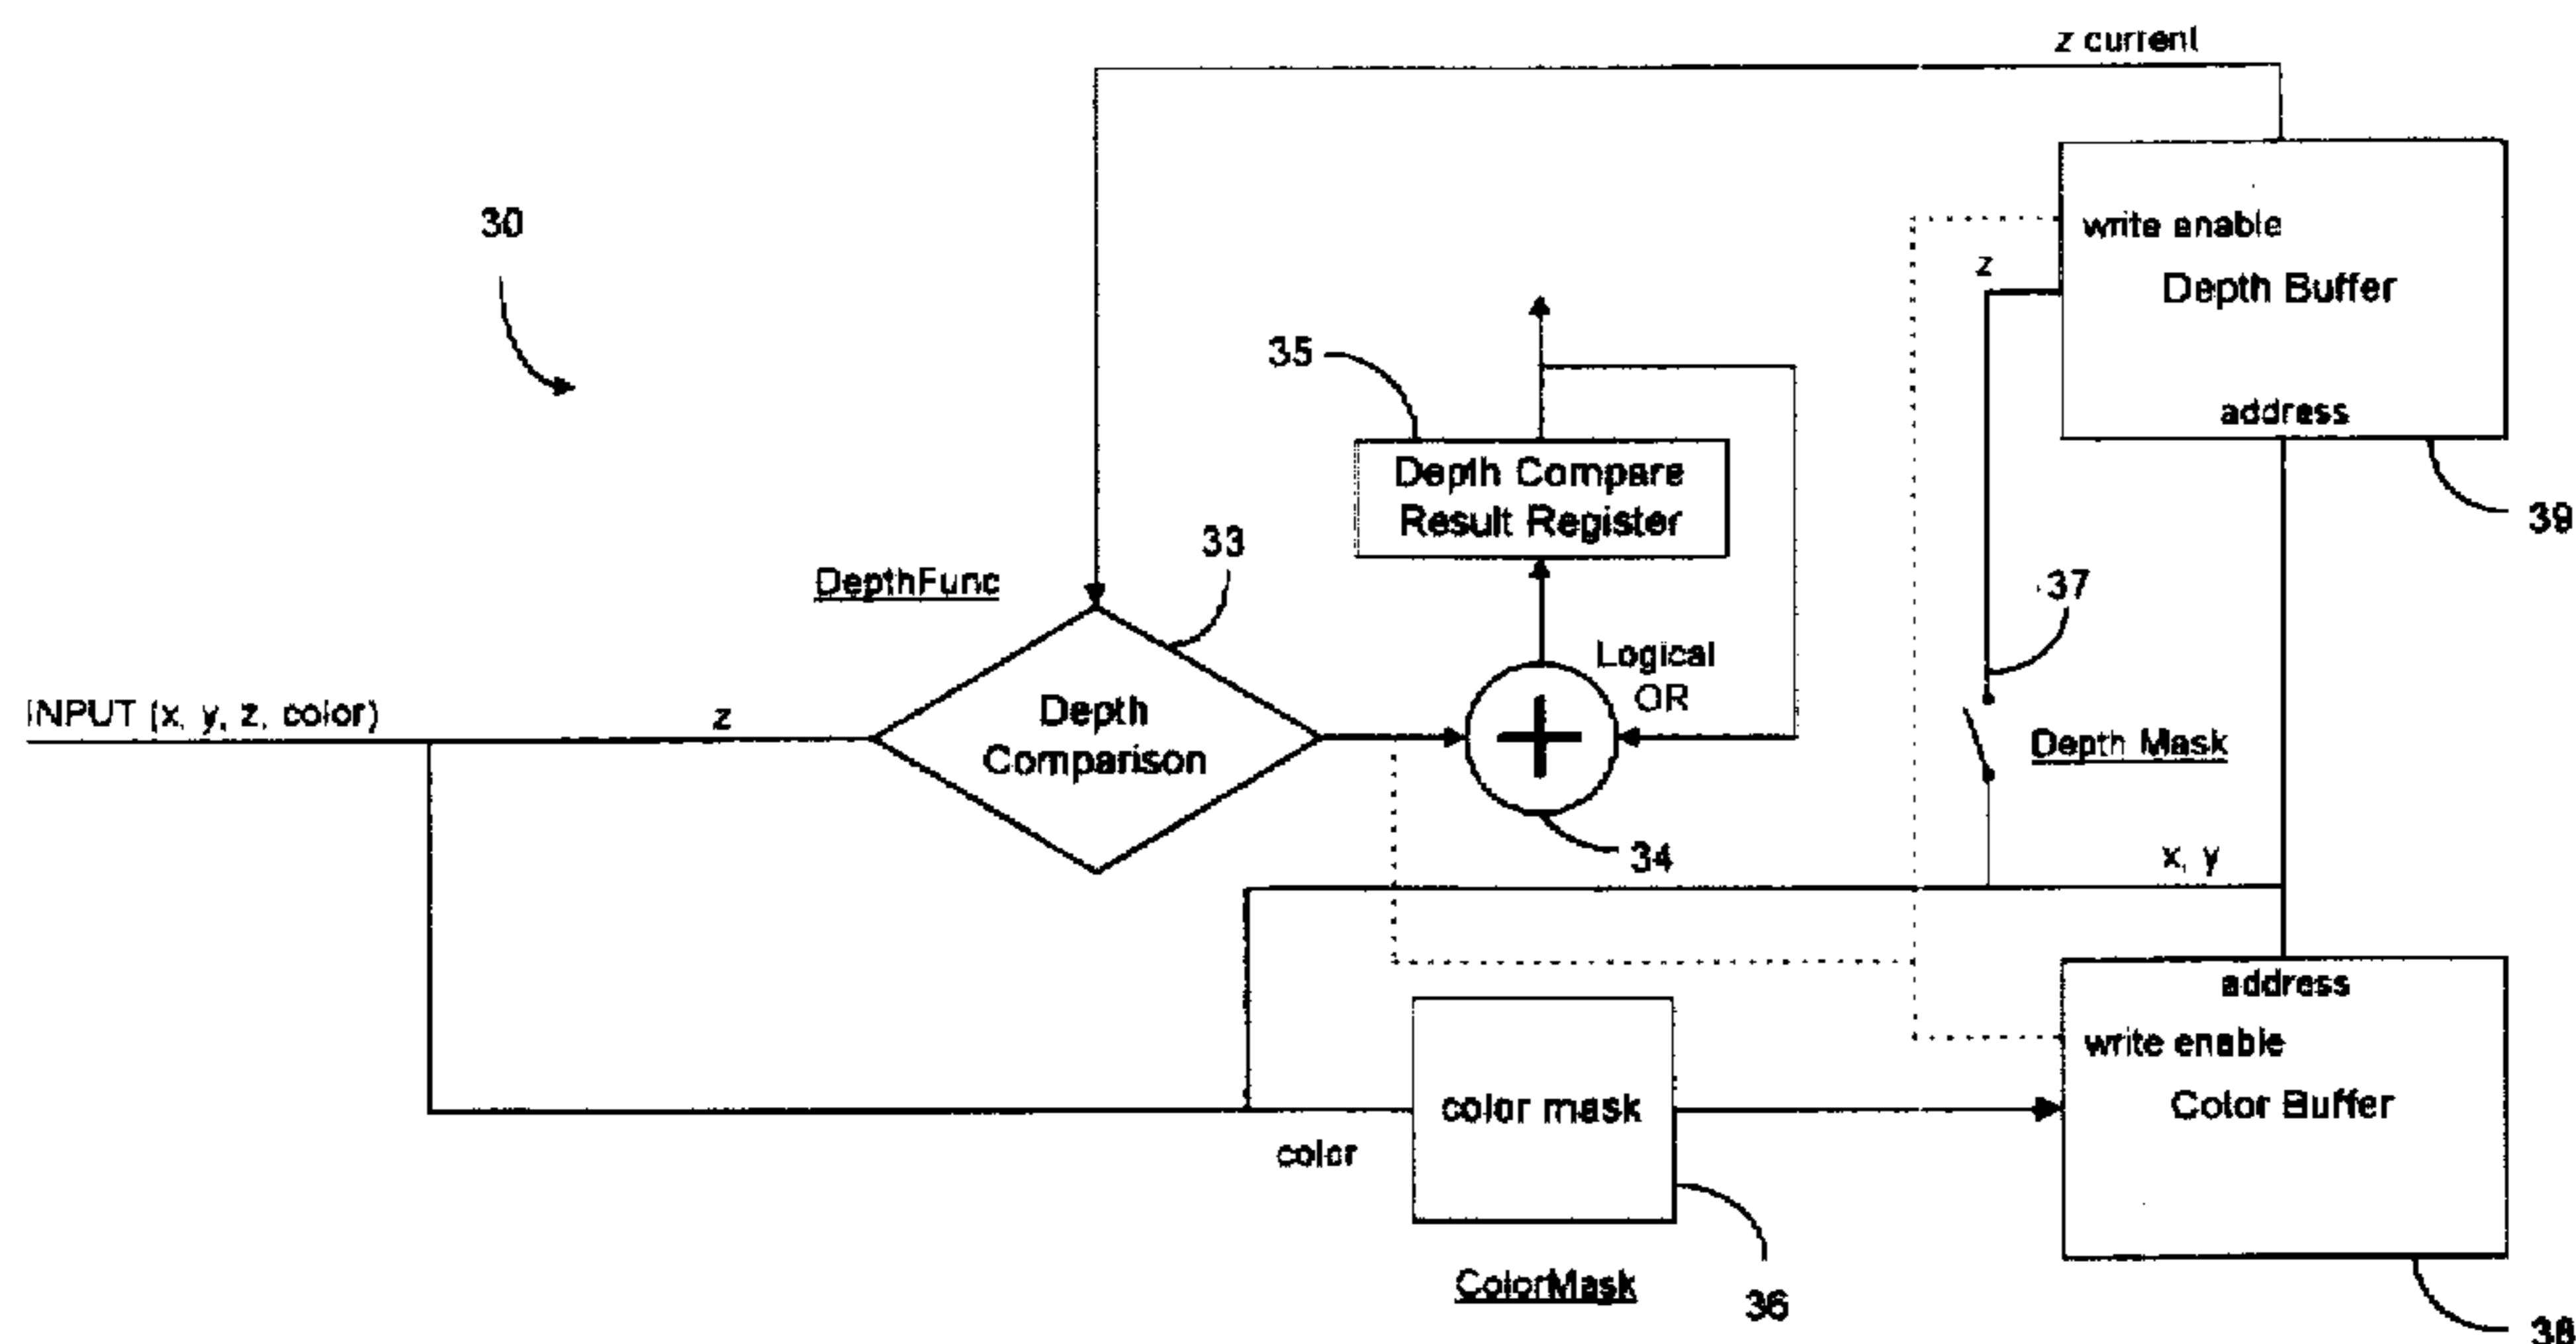 z current
30
write enable
z
Depth Buffer
35
address
Depth Compare
Result Register
39
33
DepthFunc
37
Logical
OR
INPUT (x, y, z, color)
z
Depth
Comparison
Depth Mask
34
x, y
address
write enable
color mask
Color Buffer
color
ColorMask
36
38